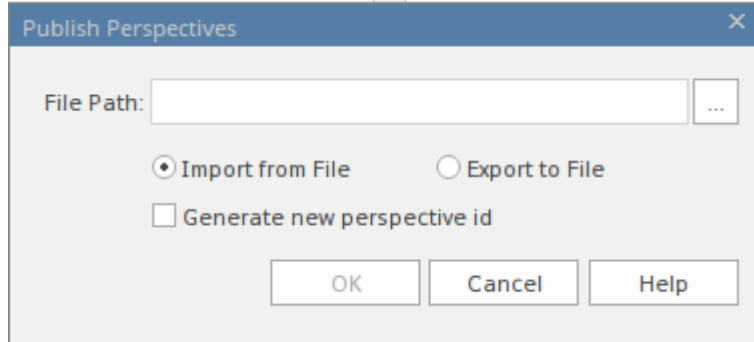 Publish Perspectives
File Path:
...
Import from File Export to File
Generate new perspective id
OK Cancel Help